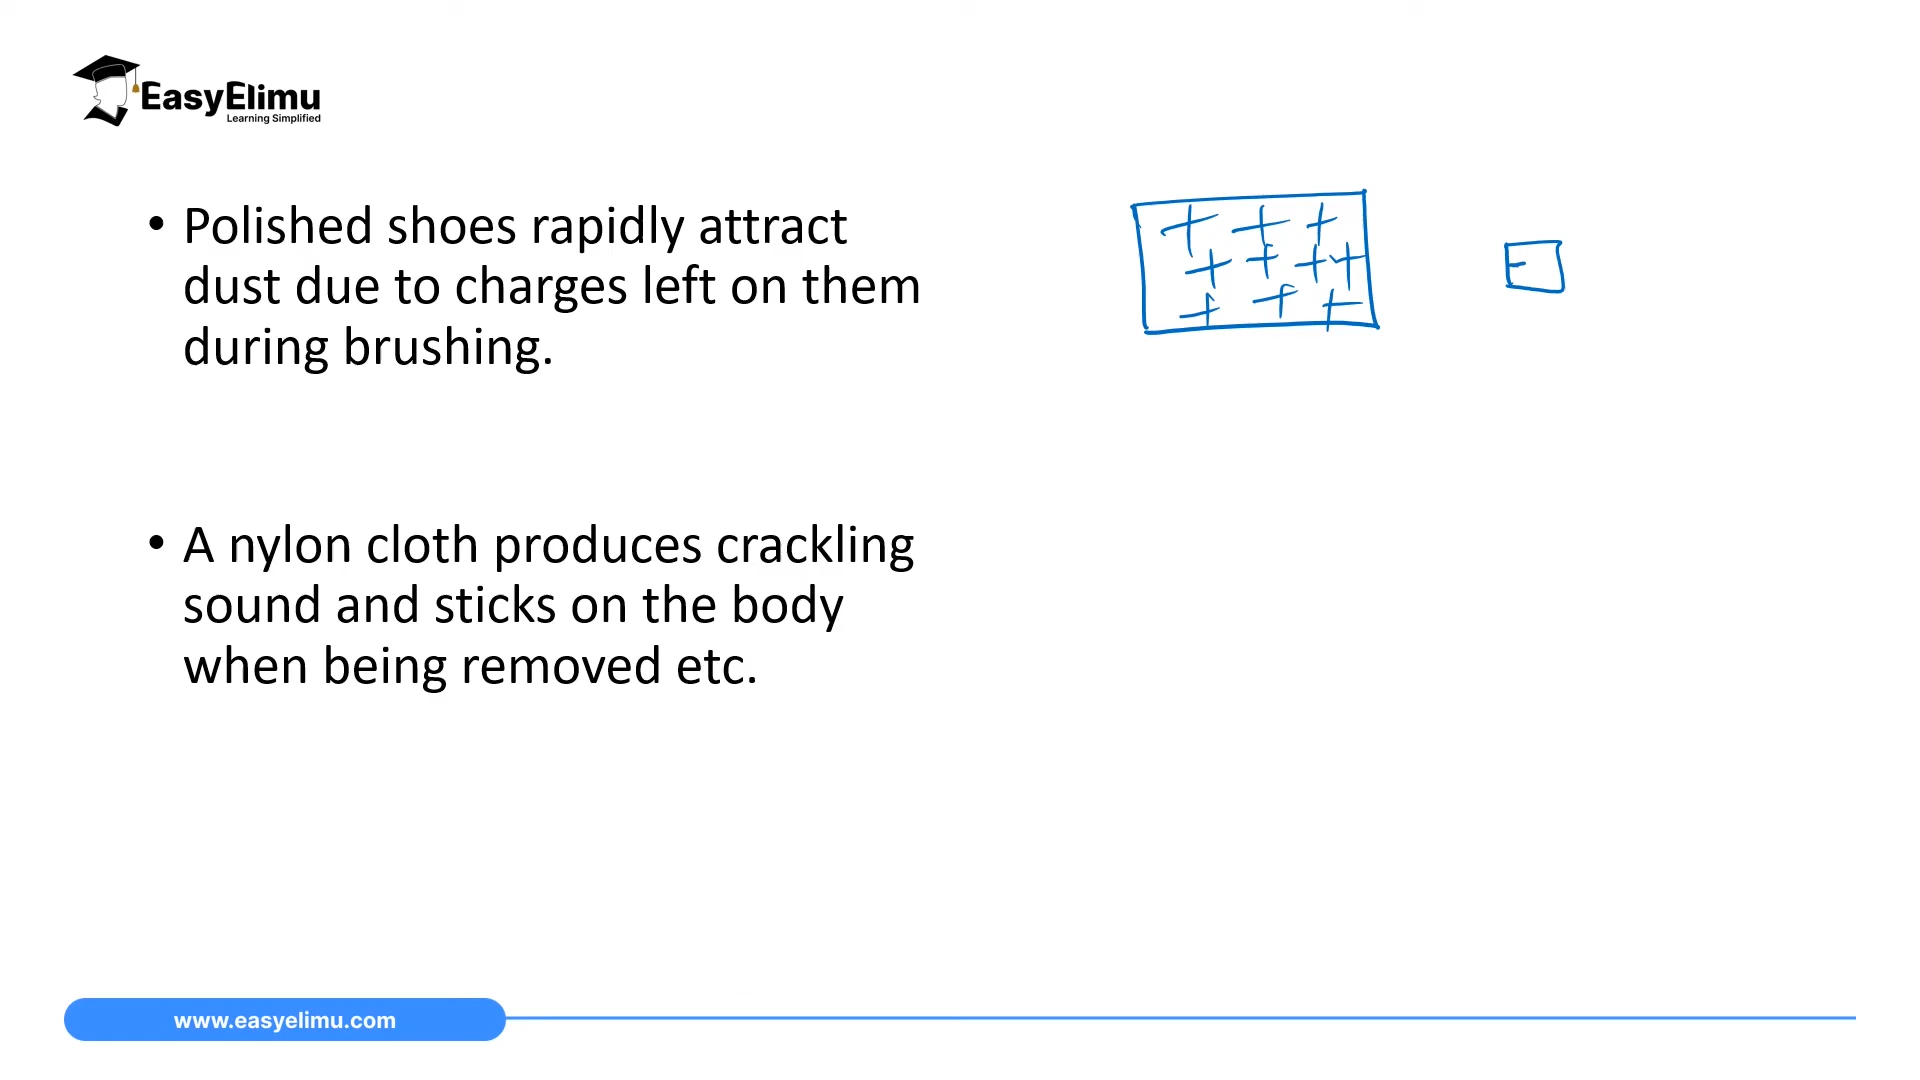 EasyElimu
Learning Simplified
• Polished shoes rapidly attract
dust due to charges left on them
during brushing.
+ + +
+ + + +
+ + +
-
• A nylon cloth produces crackling
sound and sticks on the body
when being removed etc.
www.easyelimu.com